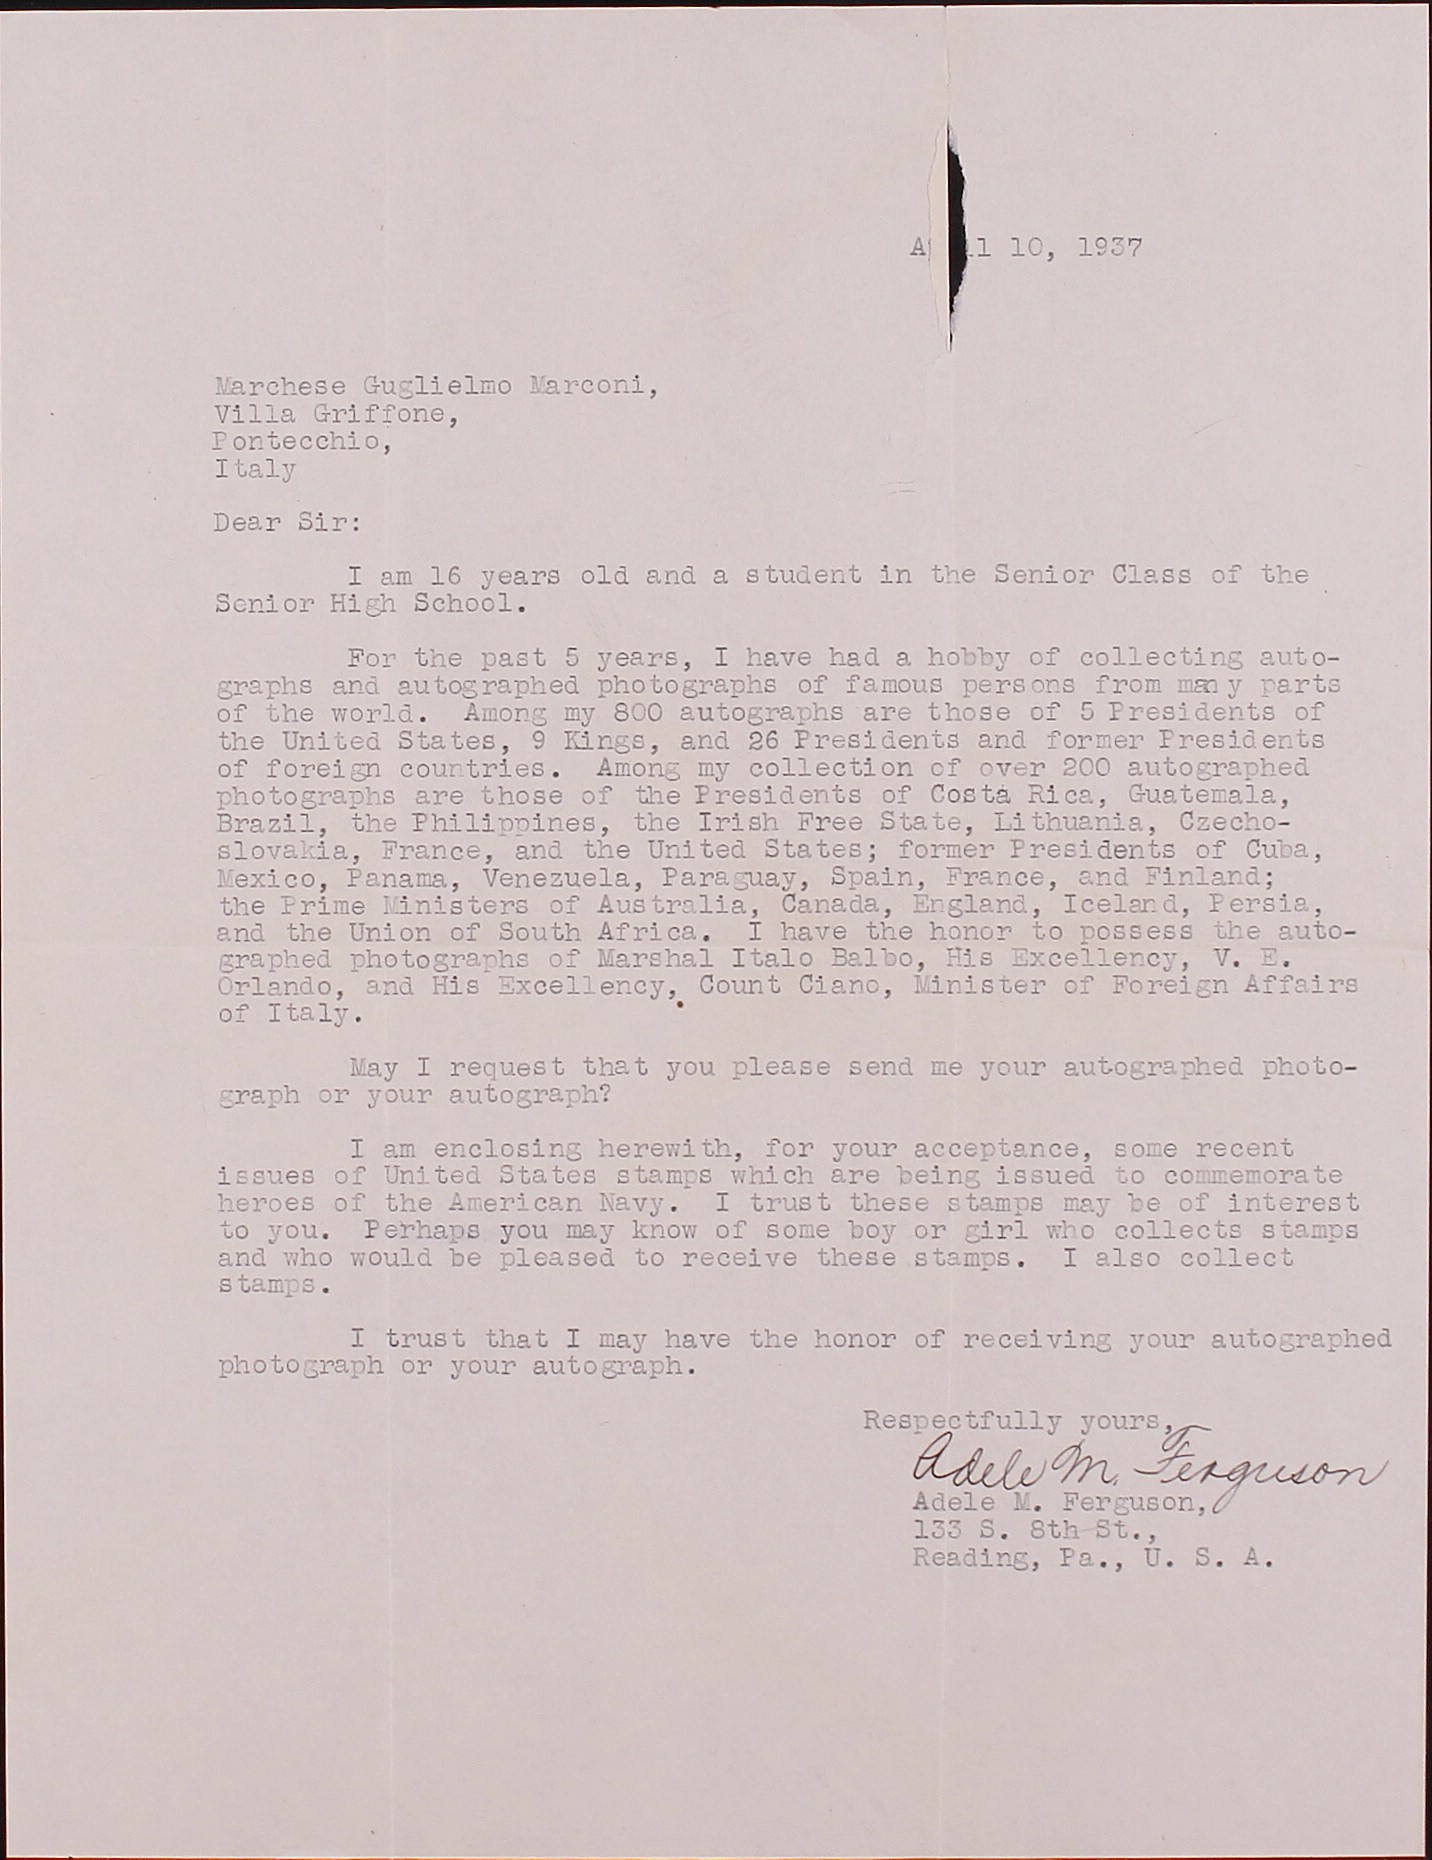 April 10, 1937
Marchese Guglielmo Marconi,
Villa Griffone,
Pontecchio,
Italy
Dear Sir:
I am 16 years old and a student in the Senior Class of the
Senior High School.
For the past 5 years, I have had a hobby of collecting auto-
graphs and autographed photographs of famous persons from many parts
of the world. Among my 800 autographs are those of 5 Presidents of
the United States, 9 Kings, and 26 Presidents and former Presidents
of foreign countries. Among my collection of over 200 autographed
photographs are those of the Presidents of Costa Rica, Guatemala,
Brazil, the Philippines, the Irish Free State, Lithuania, Czecho-
slovakia, France, and the United States; former Presidents of Cuba,
Mexico, Panama, Venezuela, Paraguay, Spain, France, and Finland;
the Prime Ministers of Australia, Canada, England, Iceland, Persia,
and the Union of South Africa. I have the honor to possess the auto-
graphed photographs of Marshal Italo Balbo, His Excellency, V. E.
Orlando, and His Excellency, Count Ciano, Minister of Foreign Affairs
of Italy.
May I request that you please send me your autographed photo-
graph or your autograph?
I am enclosing herewith, for your acceptance, some recent
issues of United States stamps which are being issued to commemorate
heroes of the American Navy. I trust these stamps may be of interest
to you. Perhaps you may know of some boy or girl who collects stamps
and who would be pleased to receive these stamps. I also collect
stamps.
I trust that I may have the honor of receiving your autographed
photograph or your autograph.
Respectfully yours,
Adele M. Ferguson
Adele M. Ferguson,
133 S. 8th St.,
Reading, Pa., U. S. A.